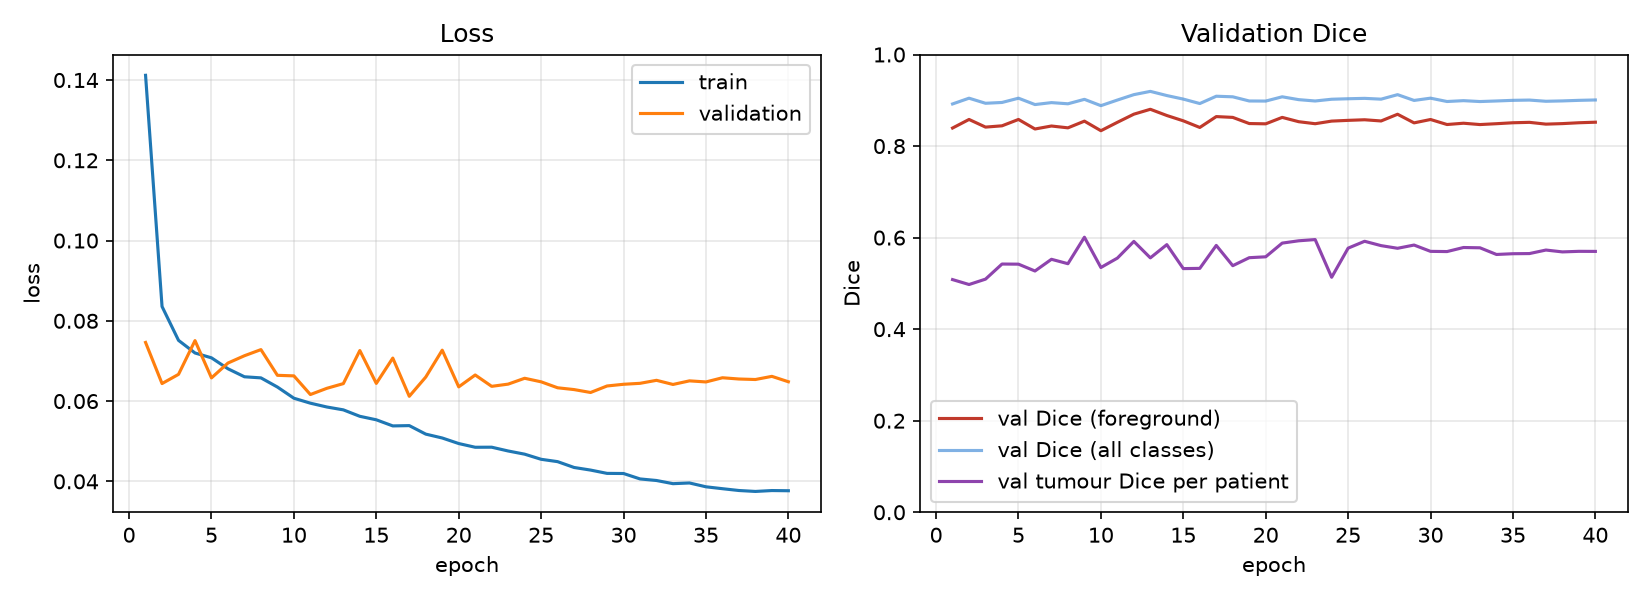 Loss
0.14
0.12
0.10
0.08
0.06
0.04
loss
train
validation
0 5 10 15 20 25 30 35 40
epoch
Validation Dice
1.0
0.8
0.6
0.4
0.2
0.0
Dice
val Dice (foreground)
val Dice (all classes)
val tumour Dice per patient
0 5 10 15 20 25 30 35 40
epoch